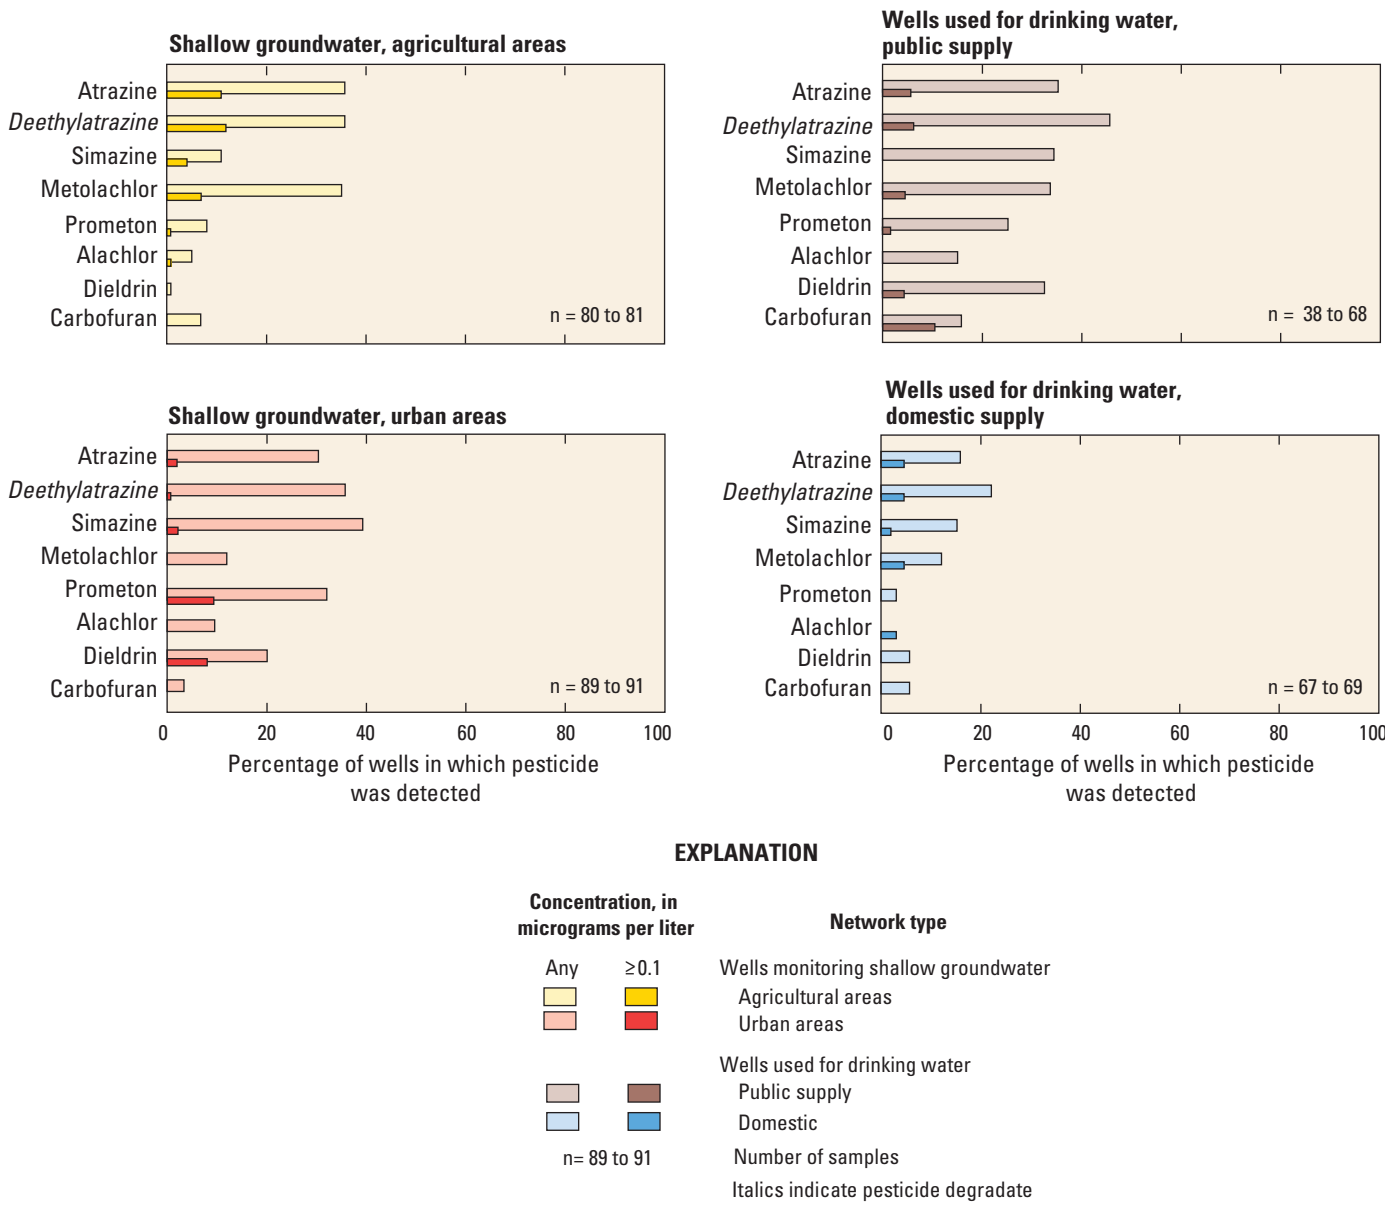 Shallow groundwater, agricultural areas
Atrazine
Deethylatrazine
Simazine
Metolachlor
Prometon
Alachlor
Dieldrin
Carbofuran
n = 80 to 81
Wells used for drinking water,
public supply
Atrazine
Deethylatrazine
Simazine
Metolachlor
Prometon
Alachlor
Dieldrin
Carbofuran
n = 38 to 68
Shallow groundwater, urban areas
Atrazine
Deethylatrazine
Simazine
Metolachlor
Prometon
Alachlor
Dieldrin
Carbofuran
n = 89 to 91
0 20 40 60 80 100
Percentage of wells in which pesticide
was detected
Wells used for drinking water,
domestic supply
Atrazine
Deethylatrazine
Simazine
Metolachlor
Prometon
Alachlor
Dieldrin
Carbofuran
n = 67 to 69
0 20 40 60 80 100
Percentage of wells in which pesticide
was detected
EXPLANATION
Concentration, in
micrograms per liter
Network type
Any ≥0.1
Wells monitoring shallow groundwater
Agricultural areas
Urban areas
Wells used for drinking water
Public supply
Domestic
n= 89 to 91 Number of samples
Italics indicate pesticide degradate